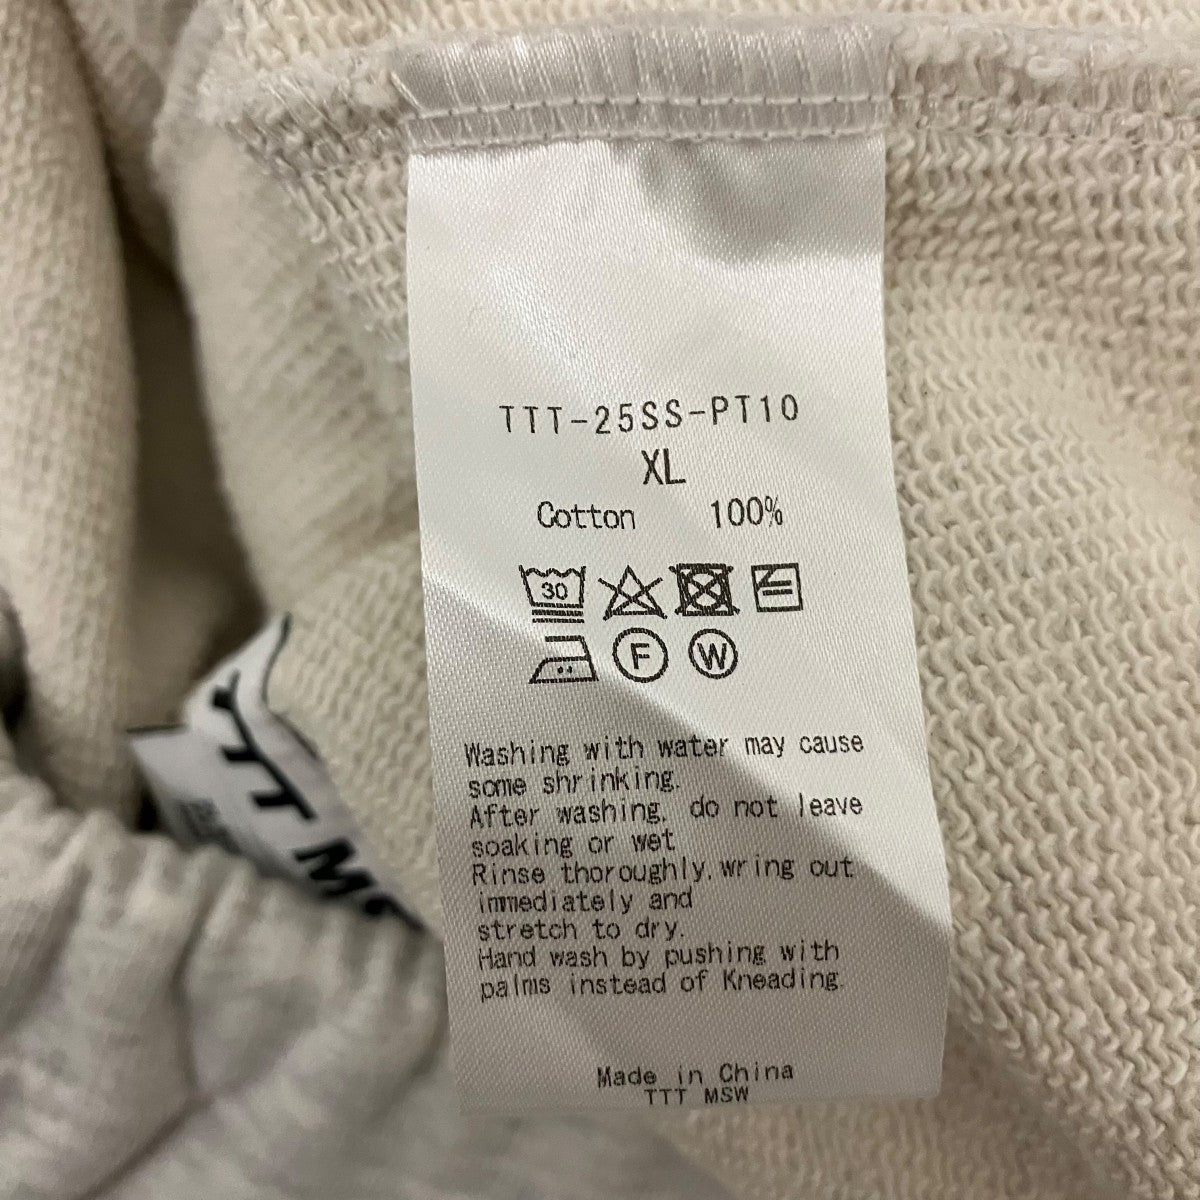 TTT-25SS-PT10
XL
Cotton 100%
30
F W
Washing with water may cause
some shrinking.
After washing, do not leave
soaking or wet
Rinse thoroughly, wring out
immediately and
stretch to dry.
Hand wash by pushing with
palms instead of Kneading.
Made in China
TTT MSW
TTT